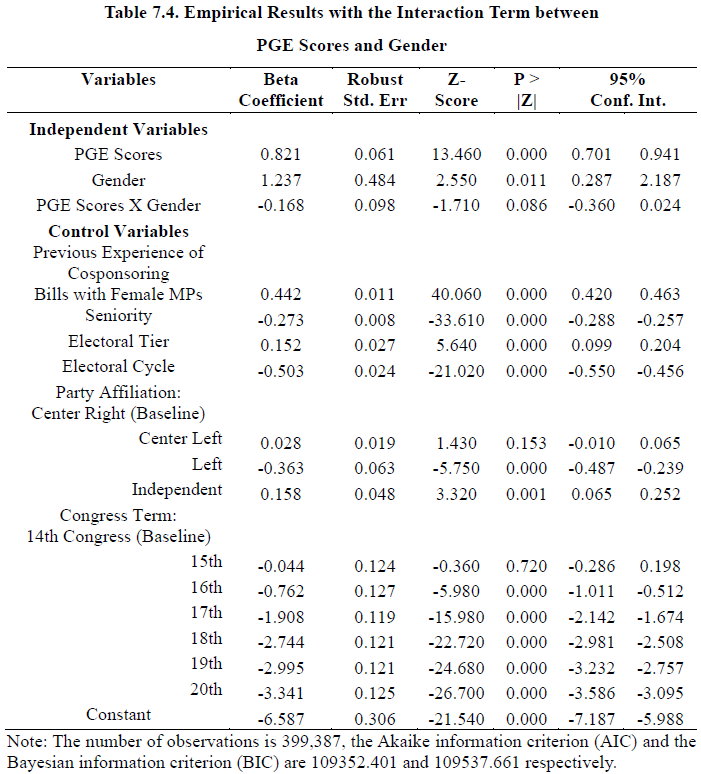 Table 7.4. Empirical Results with the Interaction Term between
PGE Scores and Gender
Variables Beta Coefficient Robust Std. Err Z-Score P > |Z| 95% Conf. Int.
Independent Variables
PGE Scores 0.821 0.061 13.460 0.000 0.701 0.941
Gender 1.237 0.484 2.550 0.011 0.287 2.187
PGE Scores X Gender -0.168 0.098 -1.710 0.086 -0.360 0.024
Control Variables
Previous Experience of
Cosponsoring
Bills with Female MPs 0.442 0.011 40.060 0.000 0.420 0.463
Seniority -0.273 0.008 -33.610 0.000 -0.288 -0.257
Electoral Tier 0.152 0.027 5.640 0.000 0.099 0.204
Electoral Cycle -0.503 0.024 -21.020 0.000 -0.550 -0.456
Party Affiliation:
Center Right (Baseline)
Center Left 0.028 0.019 1.430 0.153 -0.010 0.065
Left -0.363 0.063 -5.750 0.000 -0.487 -0.239
Independent 0.158 0.048 3.320 0.001 0.065 0.252
Congress Term:
14th Congress (Baseline)
15th -0.044 0.124 -0.360 0.720 -0.286 0.198
16th -0.762 0.127 -5.980 0.000 -1.011 -0.512
17th -1.908 0.119 -15.980 0.000 -2.142 -1.674
18th -2.744 0.121 -22.720 0.000 -2.981 -2.508
19th -2.995 0.121 -24.680 0.000 -3.232 -2.757
20th -3.341 0.125 -26.700 0.000 -3.586 -3.095
Constant -6.587 0.306 -21.540 0.000 -7.187 -5.988
Note: The number of observations is 399,387, the Akaike information criterion (AIC) and the
Bayesian information criterion (BIC) are 109352.401 and 109537.661 respectively.